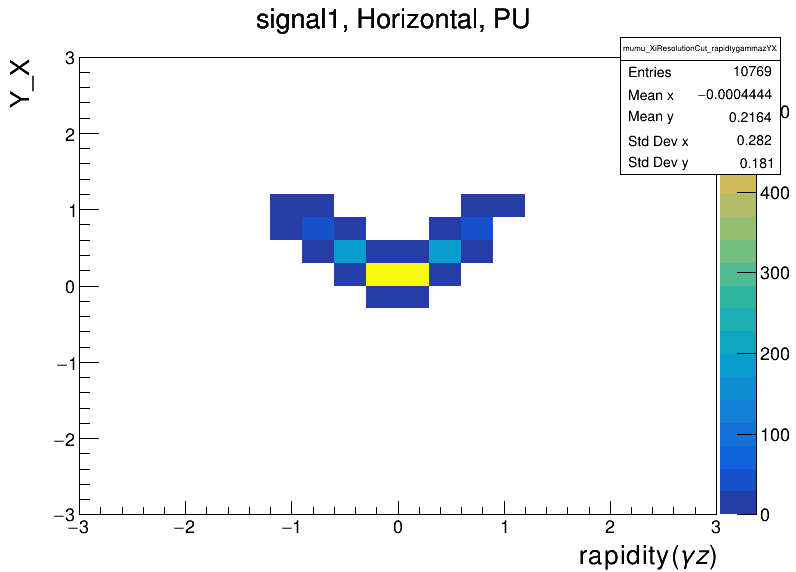 signal1, Horizontal, PU
mumu_XiResolutionCut_rapidtygammazYX
Entries 10769
Mean x −0.0004444
Mean y 0.2164
Std Dev x 0.282
Std Dev y 0.181
Y_X
3
2
1
0
−1
−2
−3
−3 −2 −1 0 1 2 3
rapidity(γz)
0
400
300
200
100
0